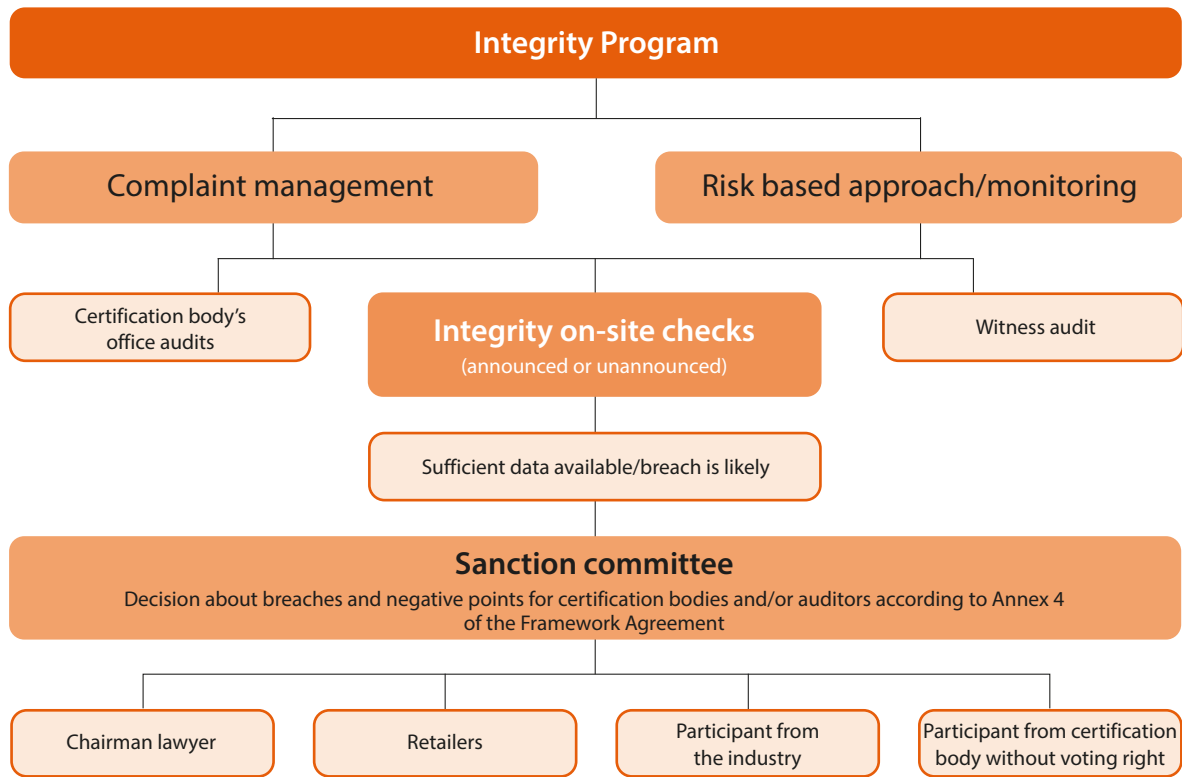 Integrity Program
Complaint management
Risk based approach/monitoring
Certification body’s
office audits
Integrity on-site checks
(announced or unannounced)
Witness audit
Sufficient data available/breach is likely
Sanction committee
Decision about breaches and negative points for certification bodies and/or auditors according to Annex 4
of the Framework Agreement
Chairman lawyer
Retailers
Participant from
the industry
Participant from certification
body without voting right